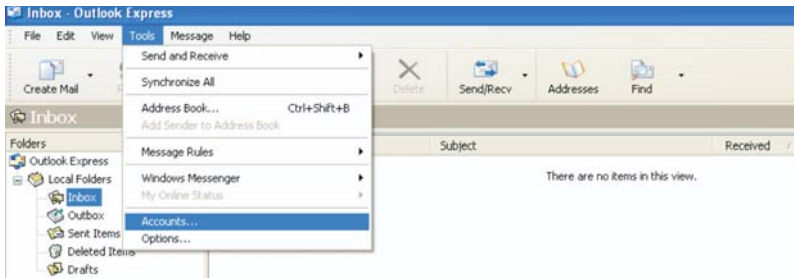 Inbox - Outlook Express
File Edit View Tools Message Help
Send and Receive
Synchronize All
Address Book... Ctrl+Shift+B
Add Sender to Address Book
Message Rules
Windows Messenger
My Online Status
Accounts...
Options...
Create Mail Delete Send/Recv Addresses Find
Inbox
Folders Subject Received
Outlook Express There are no items in this view.
Local Folders
Inbox
Outbox
Sent Items
Deleted Items
Drafts